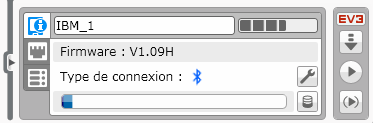 IBM_1
EV3
Firmware : V1.09H
Type de connexion :